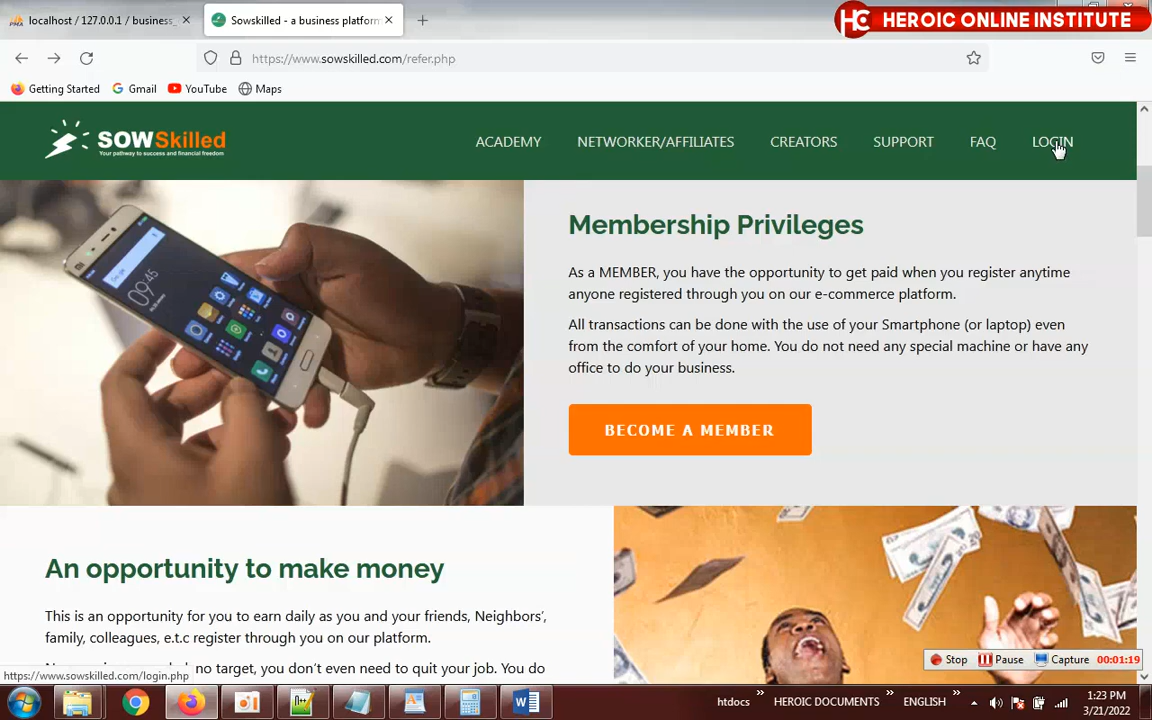 localhost / 127.0.0.1 / business_
Sowskilled - a business platform
HC HEROIC ONLINE INSTITUTE
https://www.sowskilled.com/refer.php
Getting Started Gmail YouTube Maps
SOWSkilled
Your pathway to success and financial freedom
ACADEMY NETWORKER/AFFILIATES CREATORS SUPPORT FAQ LOGIN
09:45
Membership Privileges
As a MEMBER, you have the opportunity to get paid when you register anytime
anyone registered through you on our e-commerce platform.
All transactions can be done with the use of your Smartphone (or laptop) even
from the comfort of your home. You do not need any special machine or have any
office to do your business.
BECOME A MEMBER
An opportunity to make money
This is an opportunity for you to earn daily as you and your friends, Neighbors',
family, colleagues, e.t.c register through you on our platform.
no target, you don't even need to quit your job. You do
https://www.sowskilled.com/login.php
Stop Pause Capture 00:01:19
htdocs HEROIC DOCUMENTS ENGLISH
1:23 PM
3/21/2022